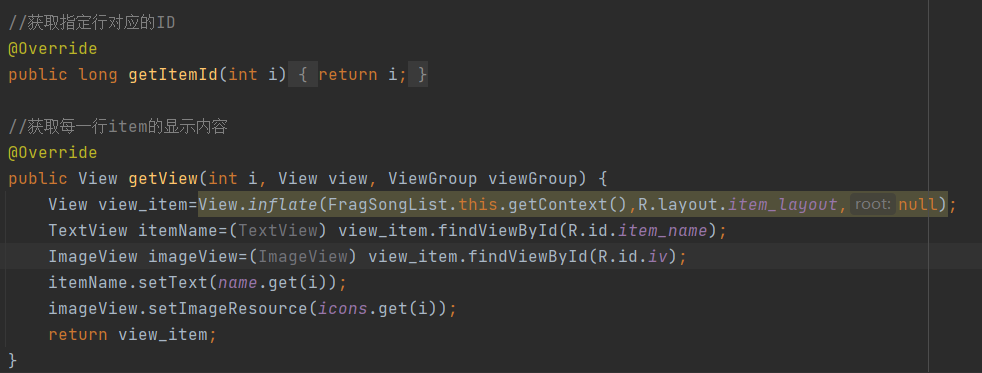 //获取指定行对应的ID
@Override
public long getItemId(int i) { return i; }
//获取每一行item的显示内容
@Override
public View getView(int i, View view, ViewGroup viewGroup) {
View view_item=View.inflate(FragSongList.this.getContext(),R.layout.item_layout, root: null);
TextView itemName=(TextView) view_item.findViewById(R.id.item_name);
ImageView imageView=(ImageView) view_item.findViewById(R.id.iv);
itemName.setText(name.get(i));
imageView.setImageResource(icons.get(i));
return view_item;
}